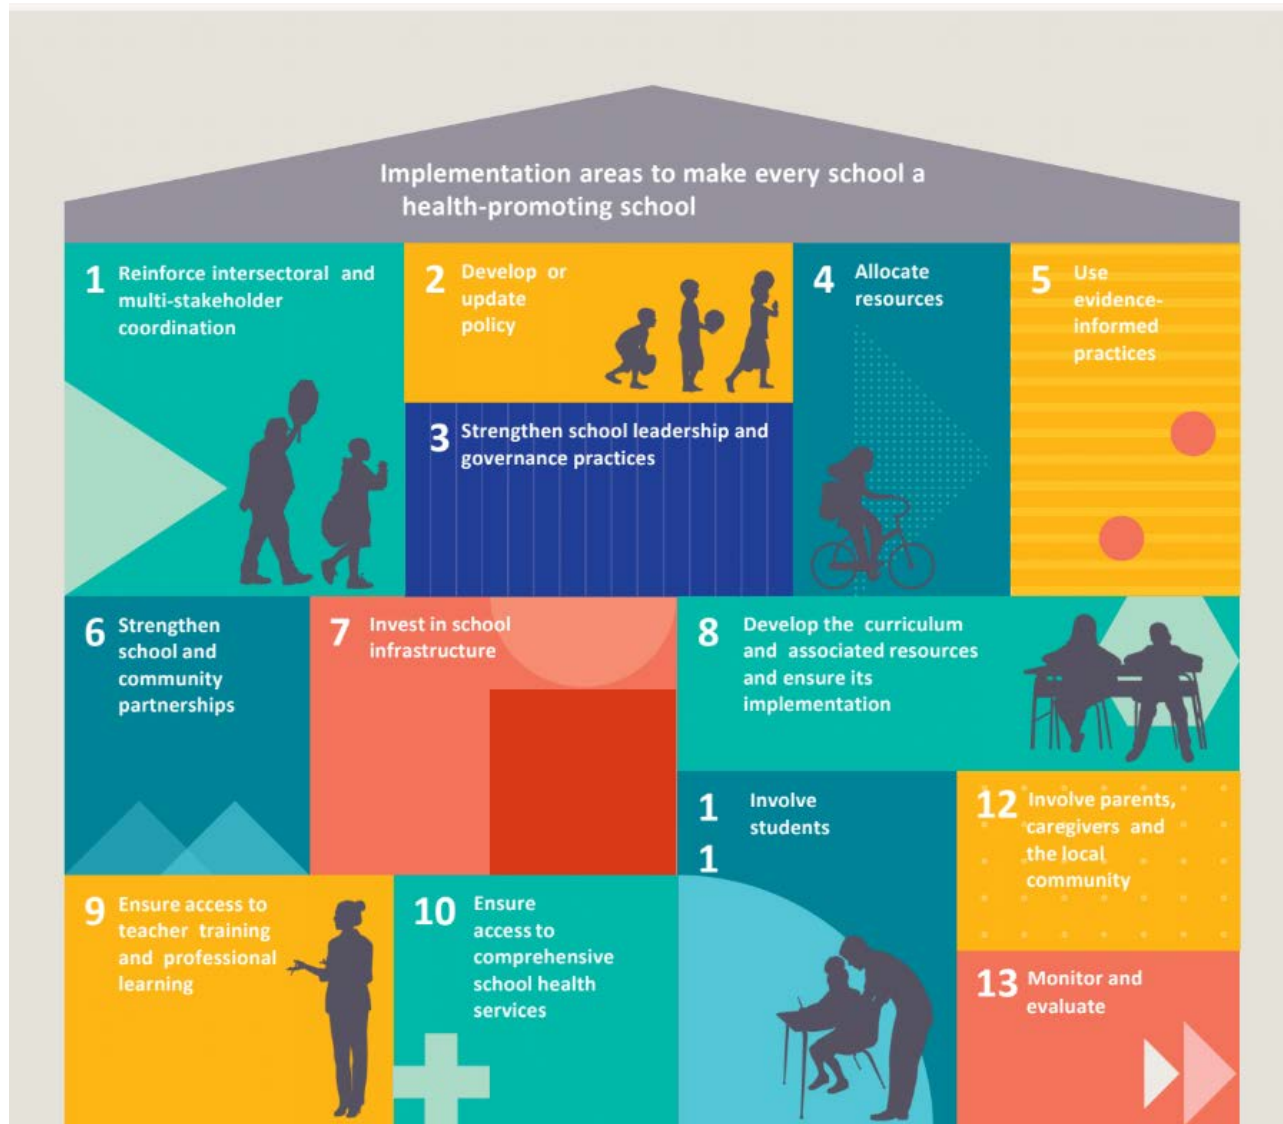 Implementation areas to make every school a
health-promoting school
1 Reinforce intersectoral and
multi-stakeholder
coordination
2 Develop or
update
policy
3 Strengthen school leadership and
governance practices
4 Allocate
resources
5 Use
evidence-
informed
practices
6 Strengthen
school and
community
partnerships
7 Invest in school
infrastructure
8 Develop the curriculum
and associated resources
and ensure its
implementation
9 Ensure access to
teacher training
and professional
learning
10 Ensure
access to
comprehensive
school health
services
1 Involve
students
1
12 Involve parents,
caregivers and
the local
community
13 Monitor and
evaluate